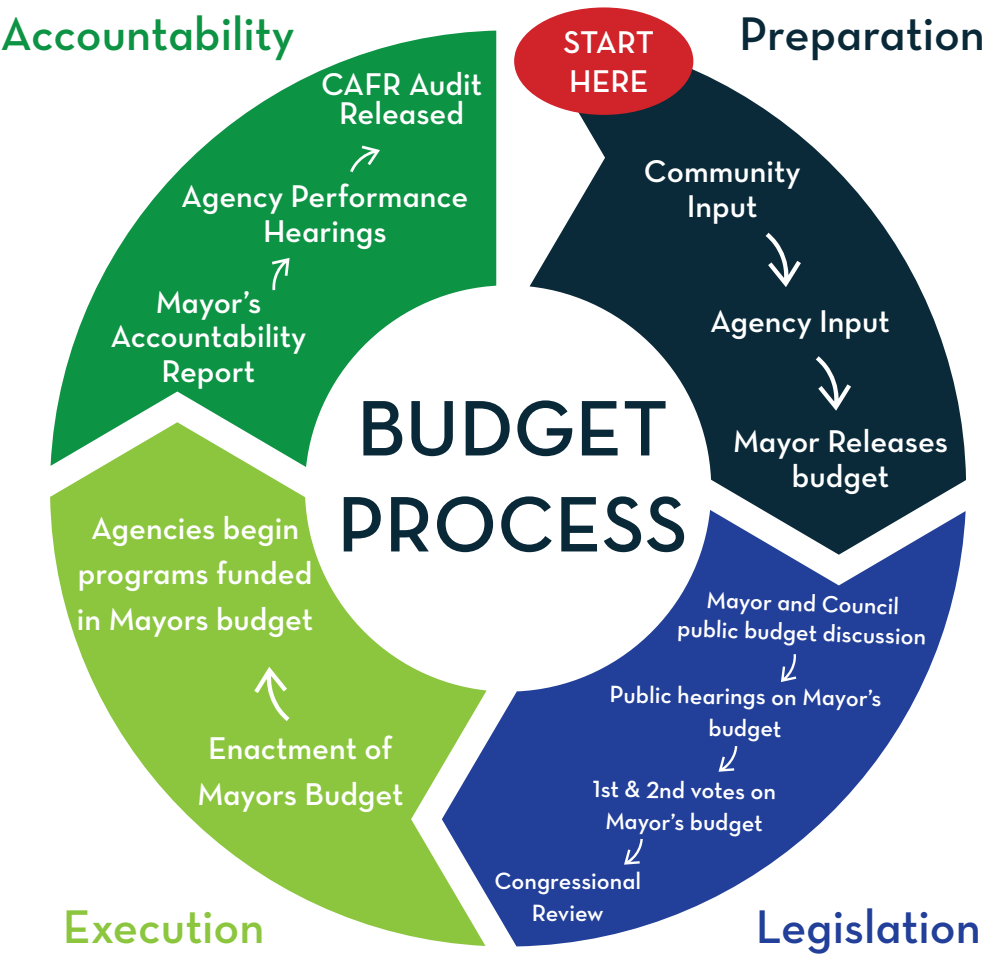 Accountability
START
HERE
Preparation
Community
Input
Agency Input
Mayor Releases
budget
Mayor and Council
public budget discussion
Public hearings on Mayor's
budget
1st & 2nd votes on
Mayor's budget
Congressional
Review
Legislation
Execution
Enactment of
Mayors Budget
Agencies begin
programs funded
in Mayors budget
Mayor's
Accountability
Report
Agency Performance
Hearings
CAFR Audit
Released
BUDGET
PROCESS